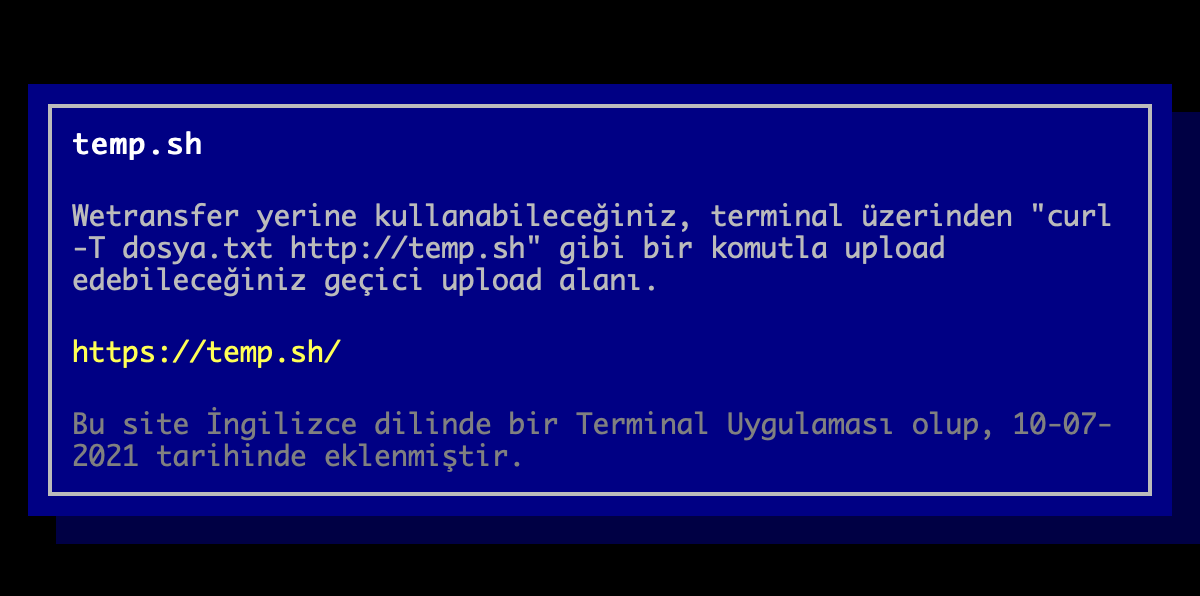 temp.sh
Wetransfer yerine kullanabileceğiniz, terminal üzerinden "curl
-T dosya.txt http://temp.sh" gibi bir komutla upload
edebileceğiniz geçici upload alanı.
https://temp.sh/
Bu site İngilizce dilinde bir Terminal Uygulaması olup, 10-07-
2021 tarihinde eklenmiştir.